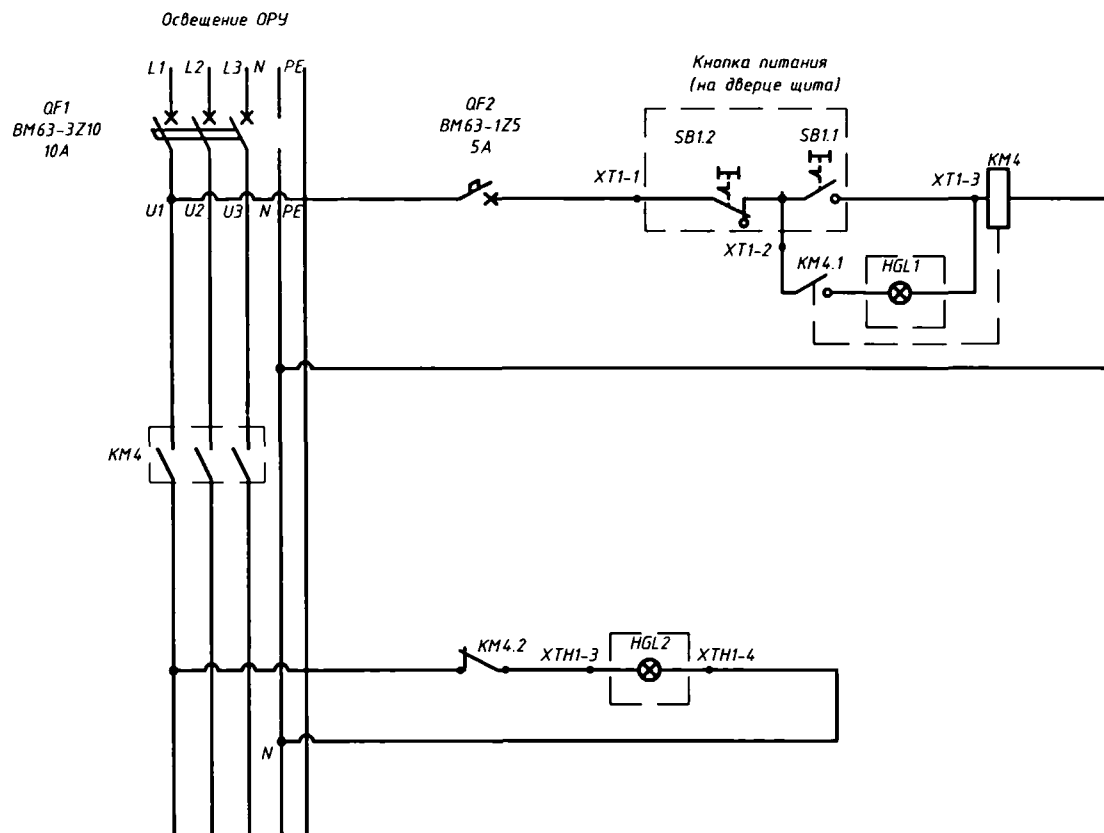 Освещение ОРУ
L1 L2 L3 N PE
QF1
ВМ63-3Z10
10А
QF2
ВМ63-1Z5
5А
Кнопка питания
(на дверце щита)
SB1.2
SB1.1
XT1-1
XT1-3
KM4
U1 U2 U3 N PE
XT1-2
KM4.1
HGL1
KM4
KM4.2
XTH1-3
HGL2
XTH1-4
N